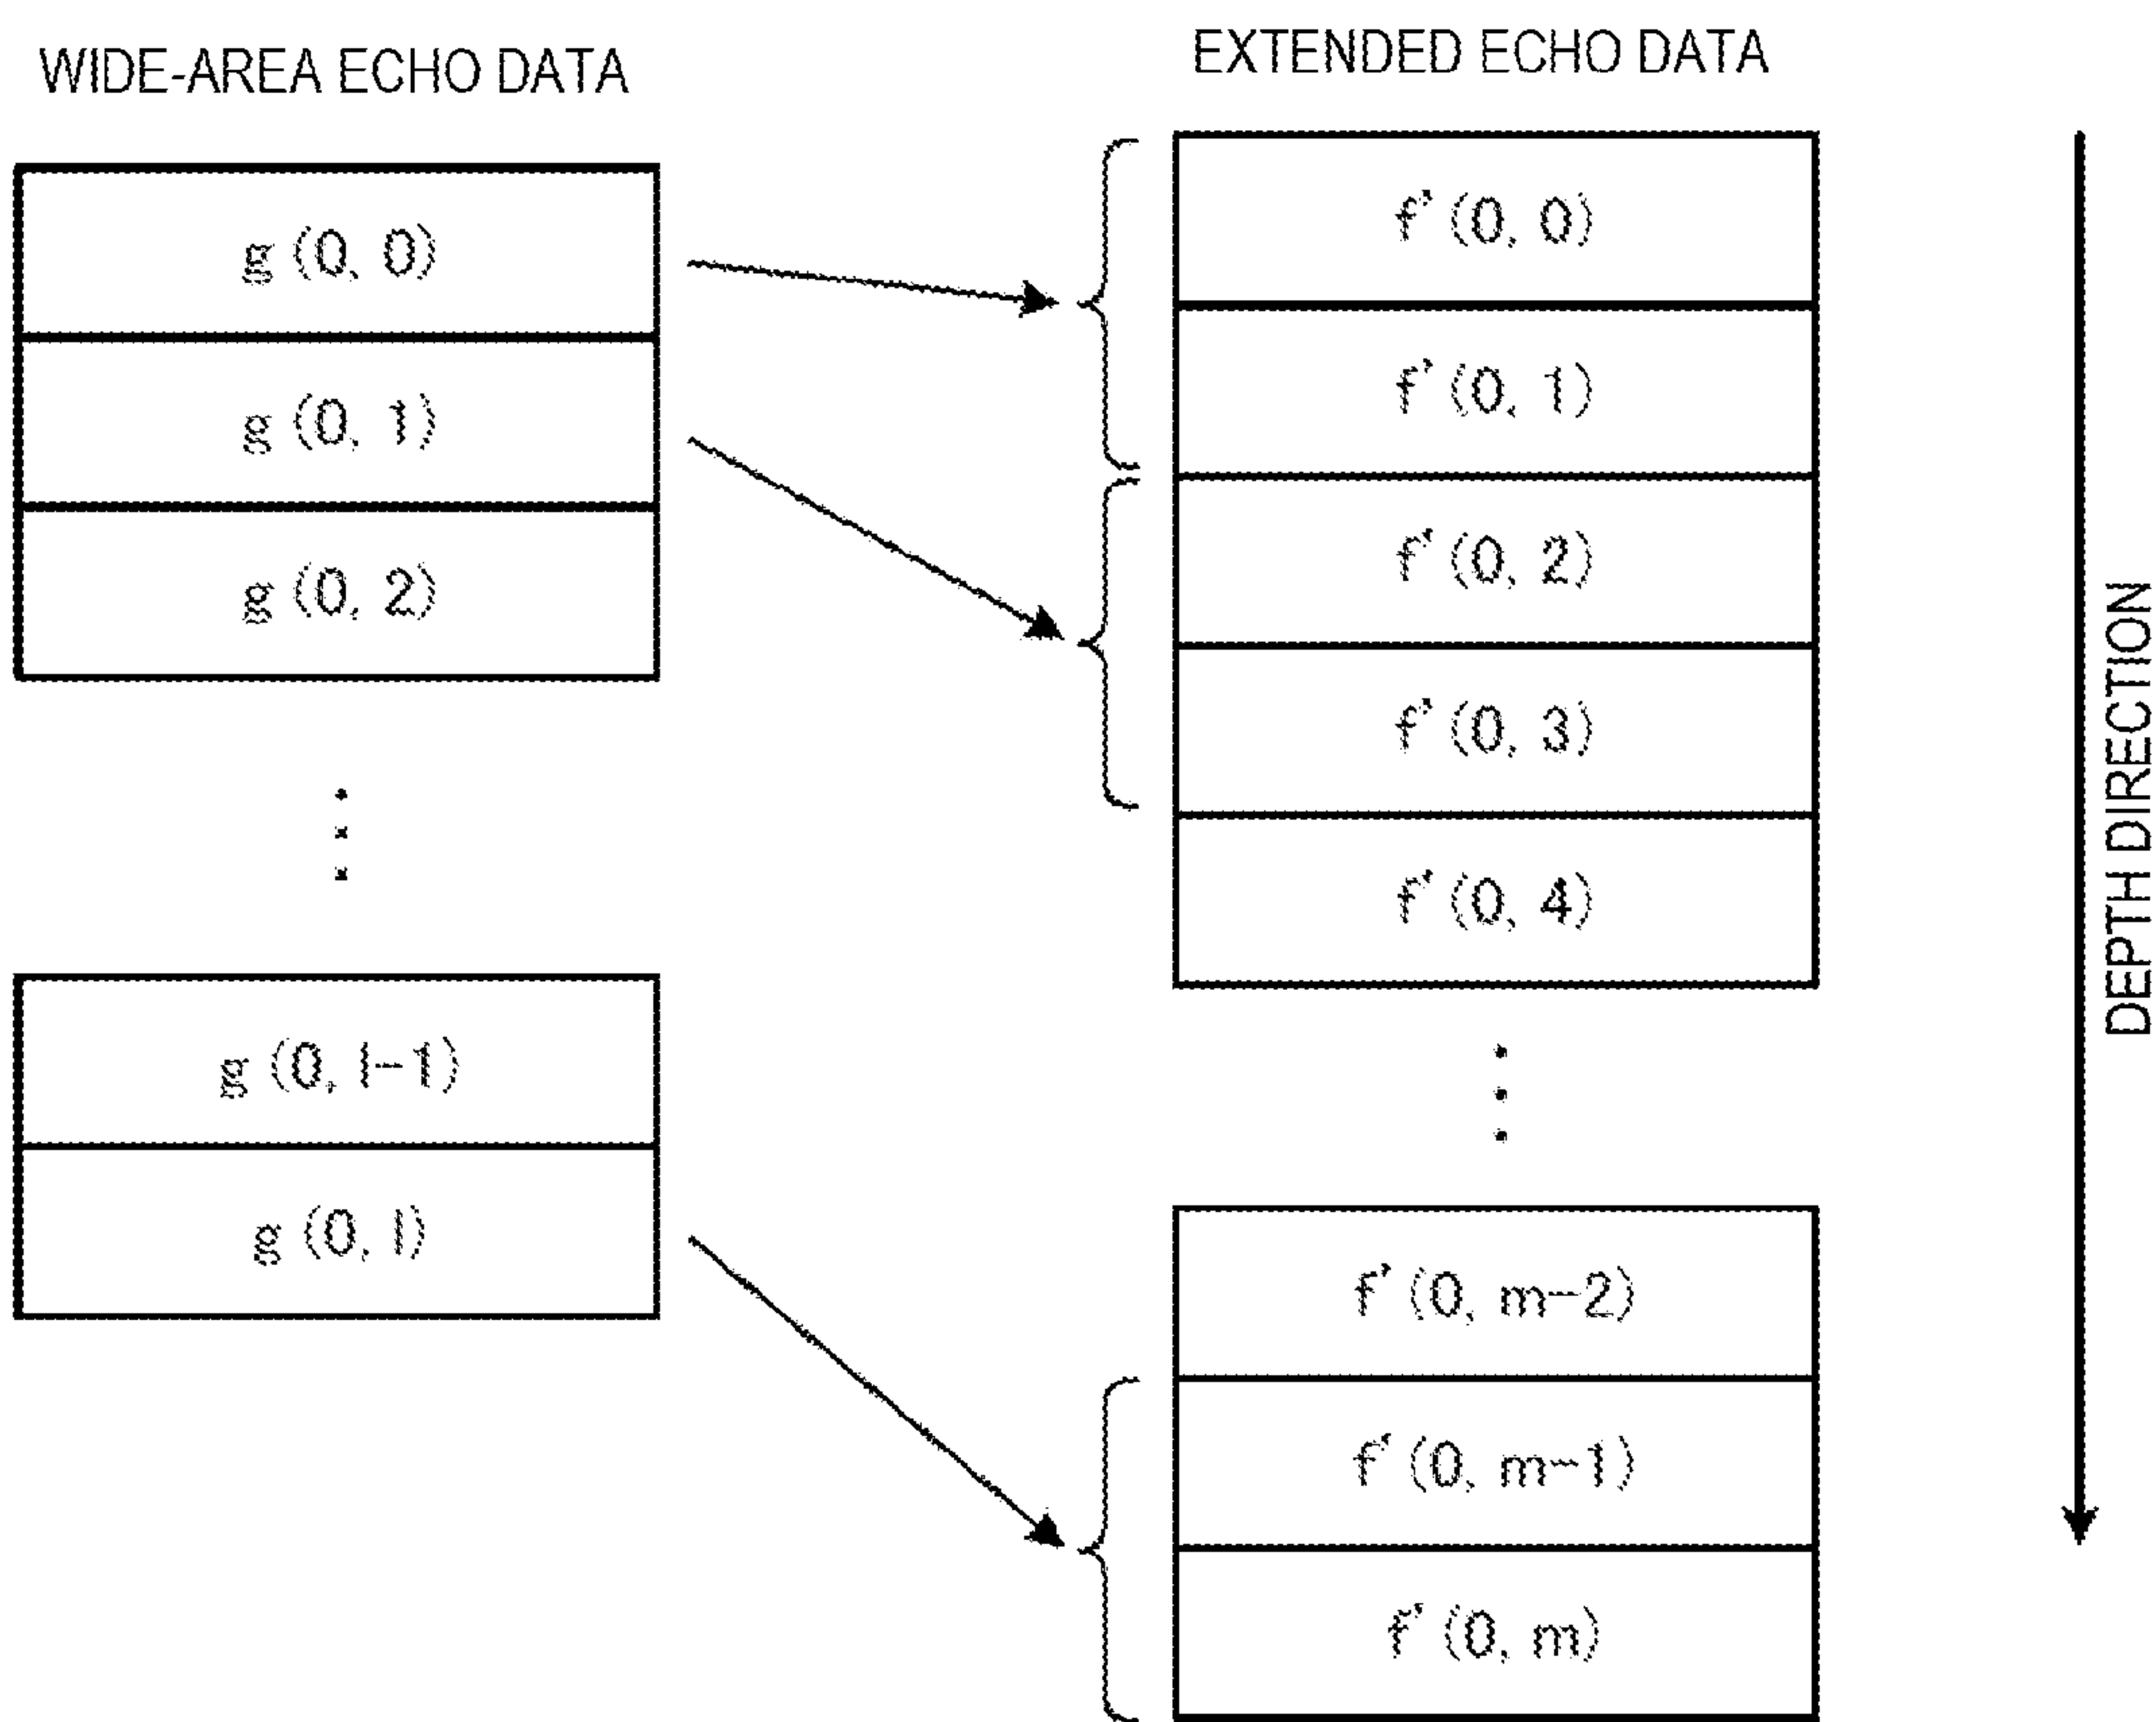 WIDE-AREA ECHO DATA
g (0, 0)
g (0, 1)
g (0, 2)
g (0, l-1)
g (0, l)
EXTENDED ECHO DATA
f' (0, 0)
f' (0, 1)
f' (0, 2)
f' (0, 3)
f' (0, 4)
f' (0, m-2)
f' (0, m-1)
f' (0, m)
DEPTH DIRECTION